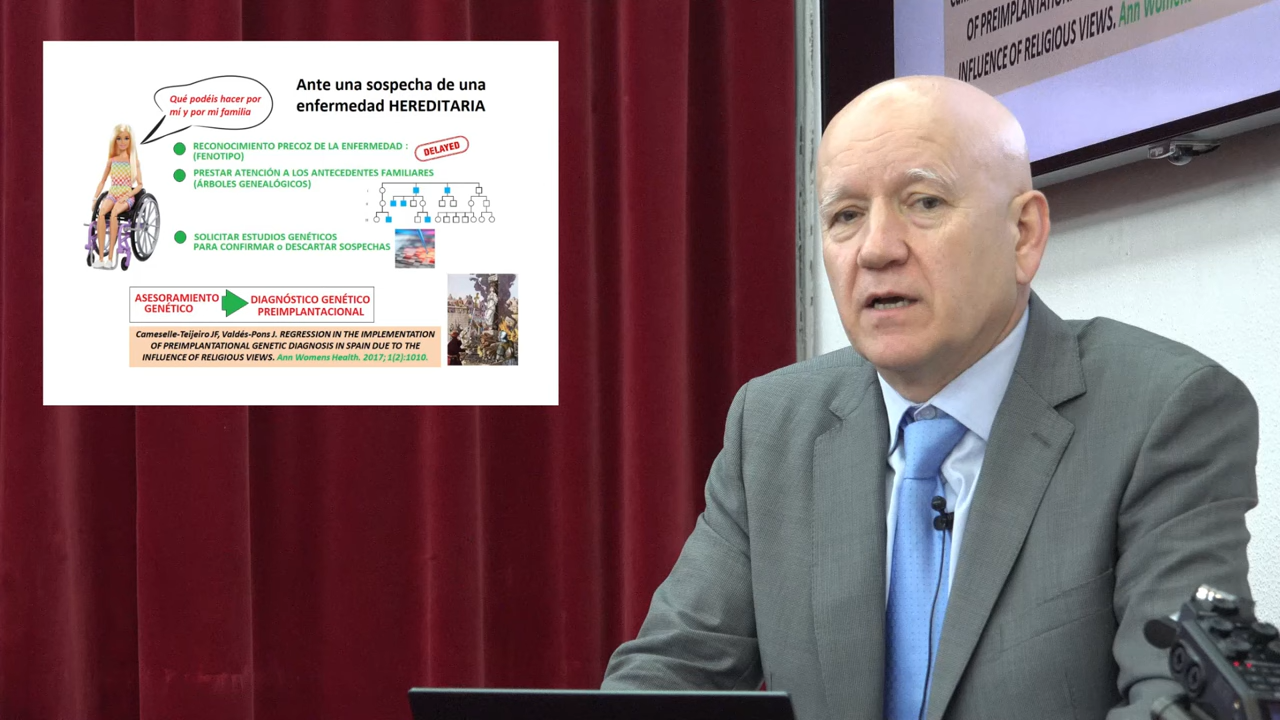 Qué podéis hacer por
mí y por mi familia
Ante una sospecha de una
enfermedad HEREDITARIA
RECONOCIMIENTO PRECOZ DE LA ENFERMEDAD :
(FENOTIPO)
DELAYED
PRESTAR ATENCIÓN A LOS ANTECEDENTES FAMILIARES
(ÁRBOLES GENEALÓGICOS)
SOLICITAR ESTUDIOS GENÉTICOS
PARA CONFIRMAR o DESCARTAR SOSPECHAS
ASESORAMIENTO
GENÉTICO
DIAGNÓSTICO GENÉTICO
PREIMPLANTACIONAL
Cameselle-Teijeiro JF, Valdés-Pons J. REGRESSION IN THE IMPLEMENTATION
OF PREIMPLANTATIONAL GENETIC DIAGNOSIS IN SPAIN DUE TO THE
INFLUENCE OF RELIGIOUS VIEWS. Ann Womens Health. 2017; 1(2):1010.
OF PREIMPLANTATION
INFLUENCE OF RELIGIOUS VIEWS. Ann Womens